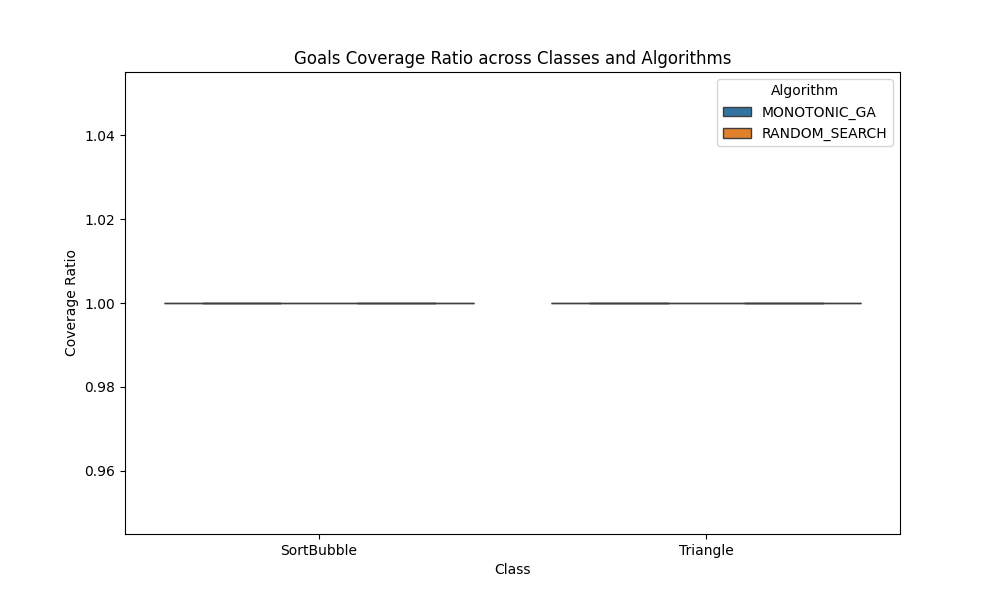 Goals Coverage Ratio across Classes and Algorithms
Algorithm
MONOTONIC_GA
RANDOM_SEARCH
1.04
1.02
1.00
0.98
0.96
Coverage Ratio
SortBubble
Triangle
Class